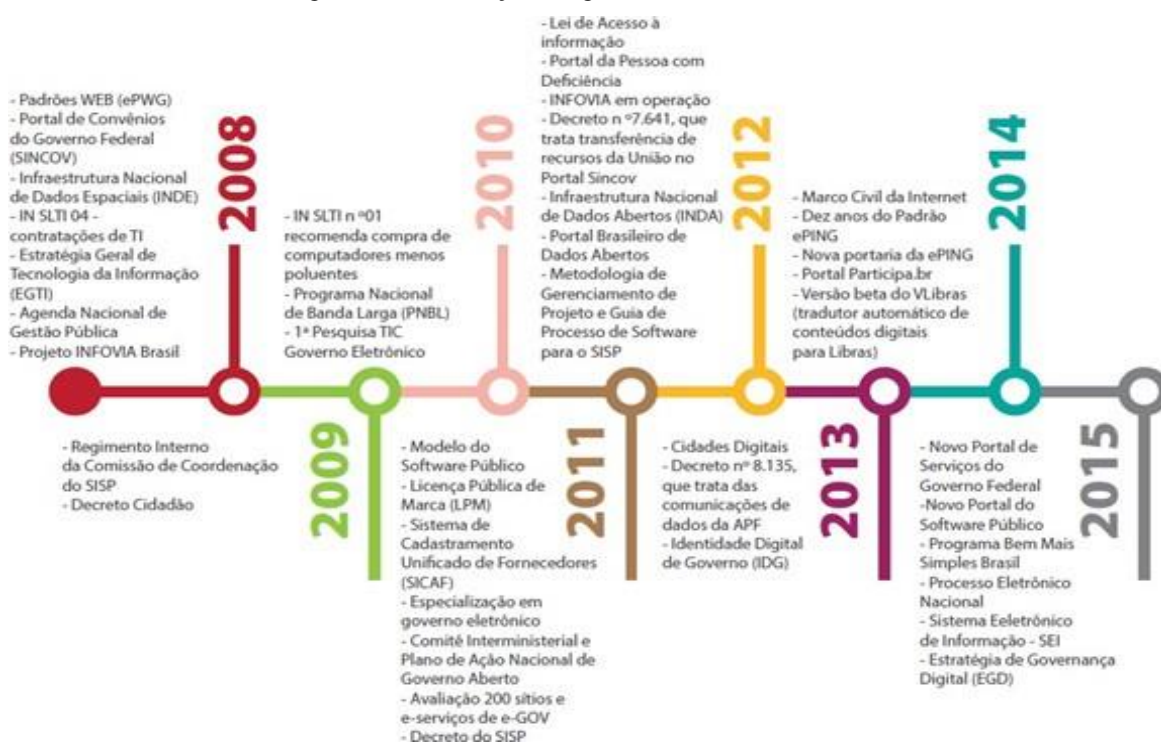 - Padrões WEB (ePWG)
- Portal de Convênios
do Governo Federal
(SINCOV)
- Infraestrutura Nacional
de Dados Espaciais (INDE)
- IN SLTI 04 -
contratações de TI
- Estratégia Geral de
Tecnologia da Informação
(EGTI)
- Agenda Nacional de
Gestão Pública
- Projeto INFOVIA Brasil
2008
- Regimento Interno
da Comissão de Coordenação
do SISP
- Decreto Cidadão
2009
- IN SLTI n º01
recomenda compra de
computadores menos
poluentes
- Programa Nacional
de Banda Larga (PNBL)
- 1ª Pesquisa TIC
Governo Eletrônico
2010
- Modelo do
Software Público
- Licença Pública de
Marca (LPM)
- Sistema de
Cadastramento
Unificado de Fornecedores
(SICAF)
- Especialização em
governo eletrônico
- Comitê Interministerial e
Plano de Ação Nacional de
Governo Aberto
- Avaliação 200 sítios e
e-serviços de e-GOV
- Decreto do SISP
2011
- Lei de Acesso à
informação
- Portal da Pessoa com
Deficiência
- INFOVIA em operação
- Decreto n º7.641, que
trata transferência de
recursos da União no
Portal Sincov
- Infraestrutura Nacional
de Dados Abertos (INDA)
- Portal Brasileiro de
Dados Abertos
- Metodologia de
Gerenciamento de
Projeto e Guia de
Processo de Software
para o SISP
2012
- Cidades Digitais
- Decreto nº 8.135,
que trata das
comunicações de
dados da APF
- Identidade Digital
de Governo (IDG)
2013
- Marco Civil da Internet
- Dez anos do Padrão
ePING
- Nova portaria da ePING
- Portal Participa.br
- Versão beta do VLibras
(tradutor automático de
conteúdos digitais
para Libras)
2014
- Novo Portal de
Serviços do
Governo Federal
-Novo Portal do
Software Público
- Programa Bem Mais
Simples Brasil
- Processo Eletrônico
Nacional
- Sistema Eeletrônico
de Informação - SEI
- Estratégia de Governança
Digital (EGD)
2015